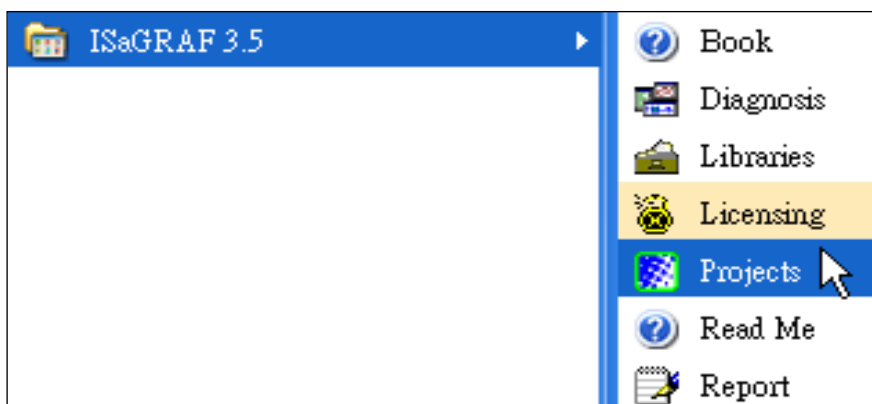 ISaGRAF 3.5
Book
Diagnosis
Libraries
Licensing
Projects
Read Me
Report